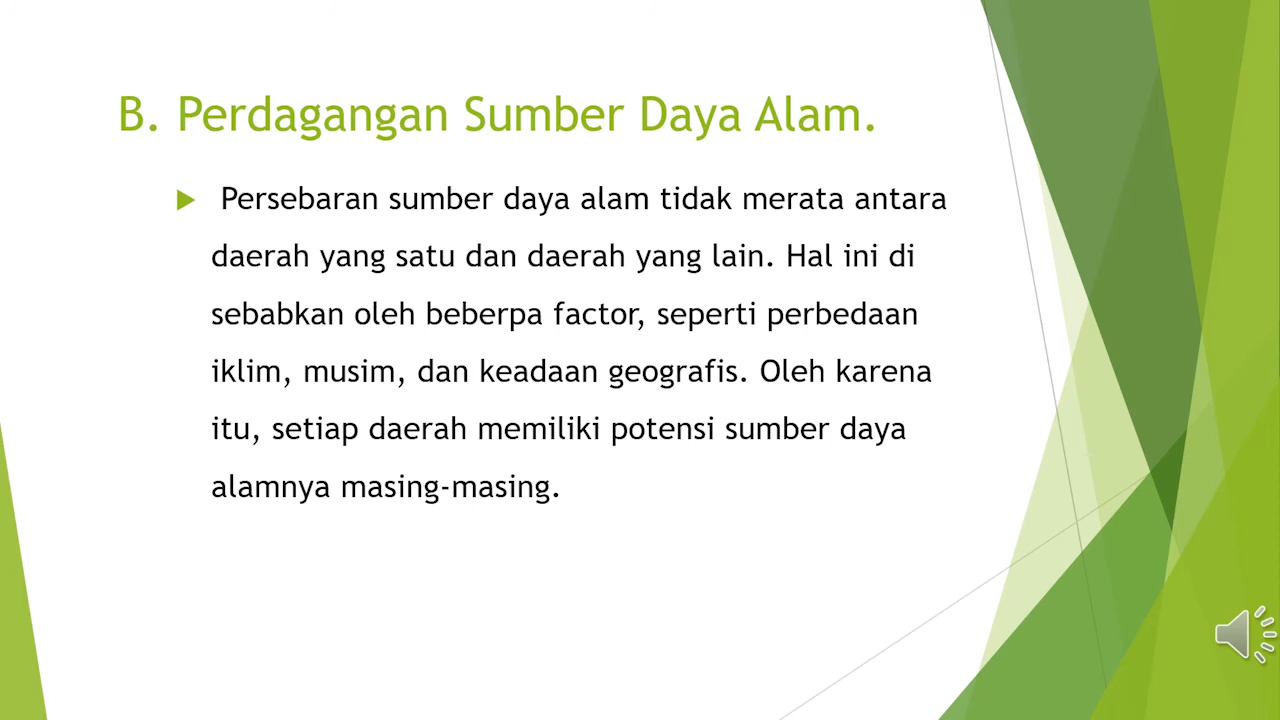 B. Perdagangan Sumber Daya Alam.
Persebaran sumber daya alam tidak merata antara
daerah yang satu dan daerah yang lain. Hal ini di
sebabkan oleh beberpa factor, seperti perbedaan
iklim, musim, dan keadaan geografis. Oleh karena
itu, setiap daerah memiliki potensi sumber daya
alamnya masing-masing.